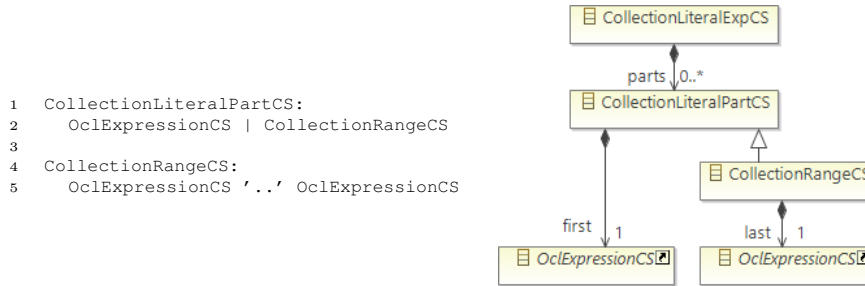 1 CollectionLiteralPartCS:
2 OclExpressionCS | CollectionRangeCS
3
4 CollectionRangeCS:
5 OclExpressionCS '..' OclExpressionCS
CollectionLiteralExpCS
parts 0..*
CollectionLiteralPartCS
CollectionRangeCS
first 1
last 1
OclExpressionCS
OclExpressionCS